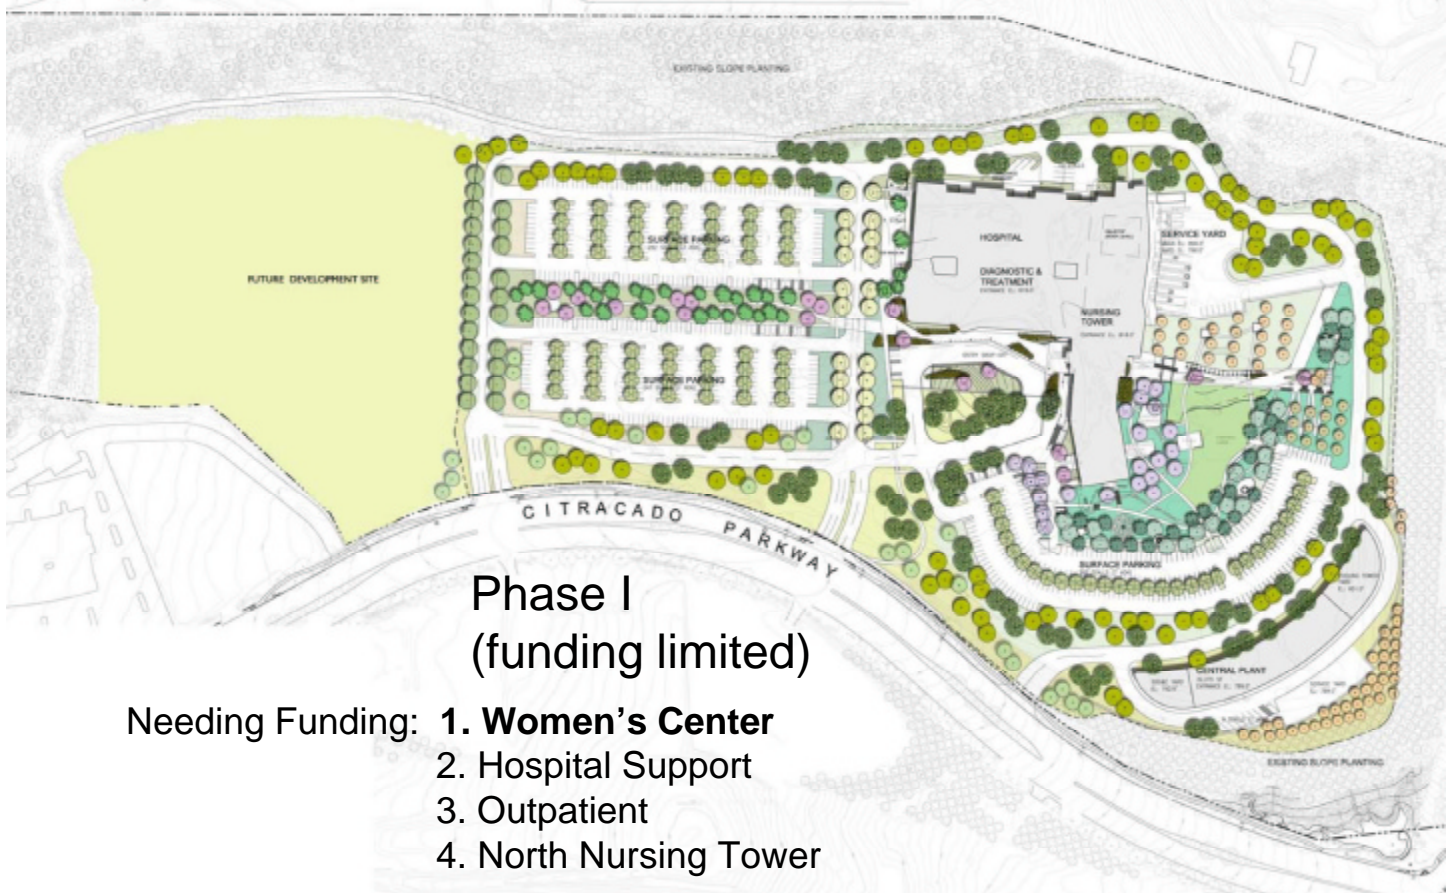 EXISTING SLOPE PLANTING
FUTURE DEVELOPMENT SITE
SURFACE PARKING
HOSPITAL
DIAGNOSTIC &
TREATMENT
NURSING
TOWER
SERVICE YARD
SURFACE PARKING
CITRACADO PARKWAY
SURFACE PARKING
CENTRAL PLANT
EXISTING SLOPE PLANTING
Phase I
(funding limited)
Needing Funding: 1. Women’s Center
2. Hospital Support
3. Outpatient
4. North Nursing Tower